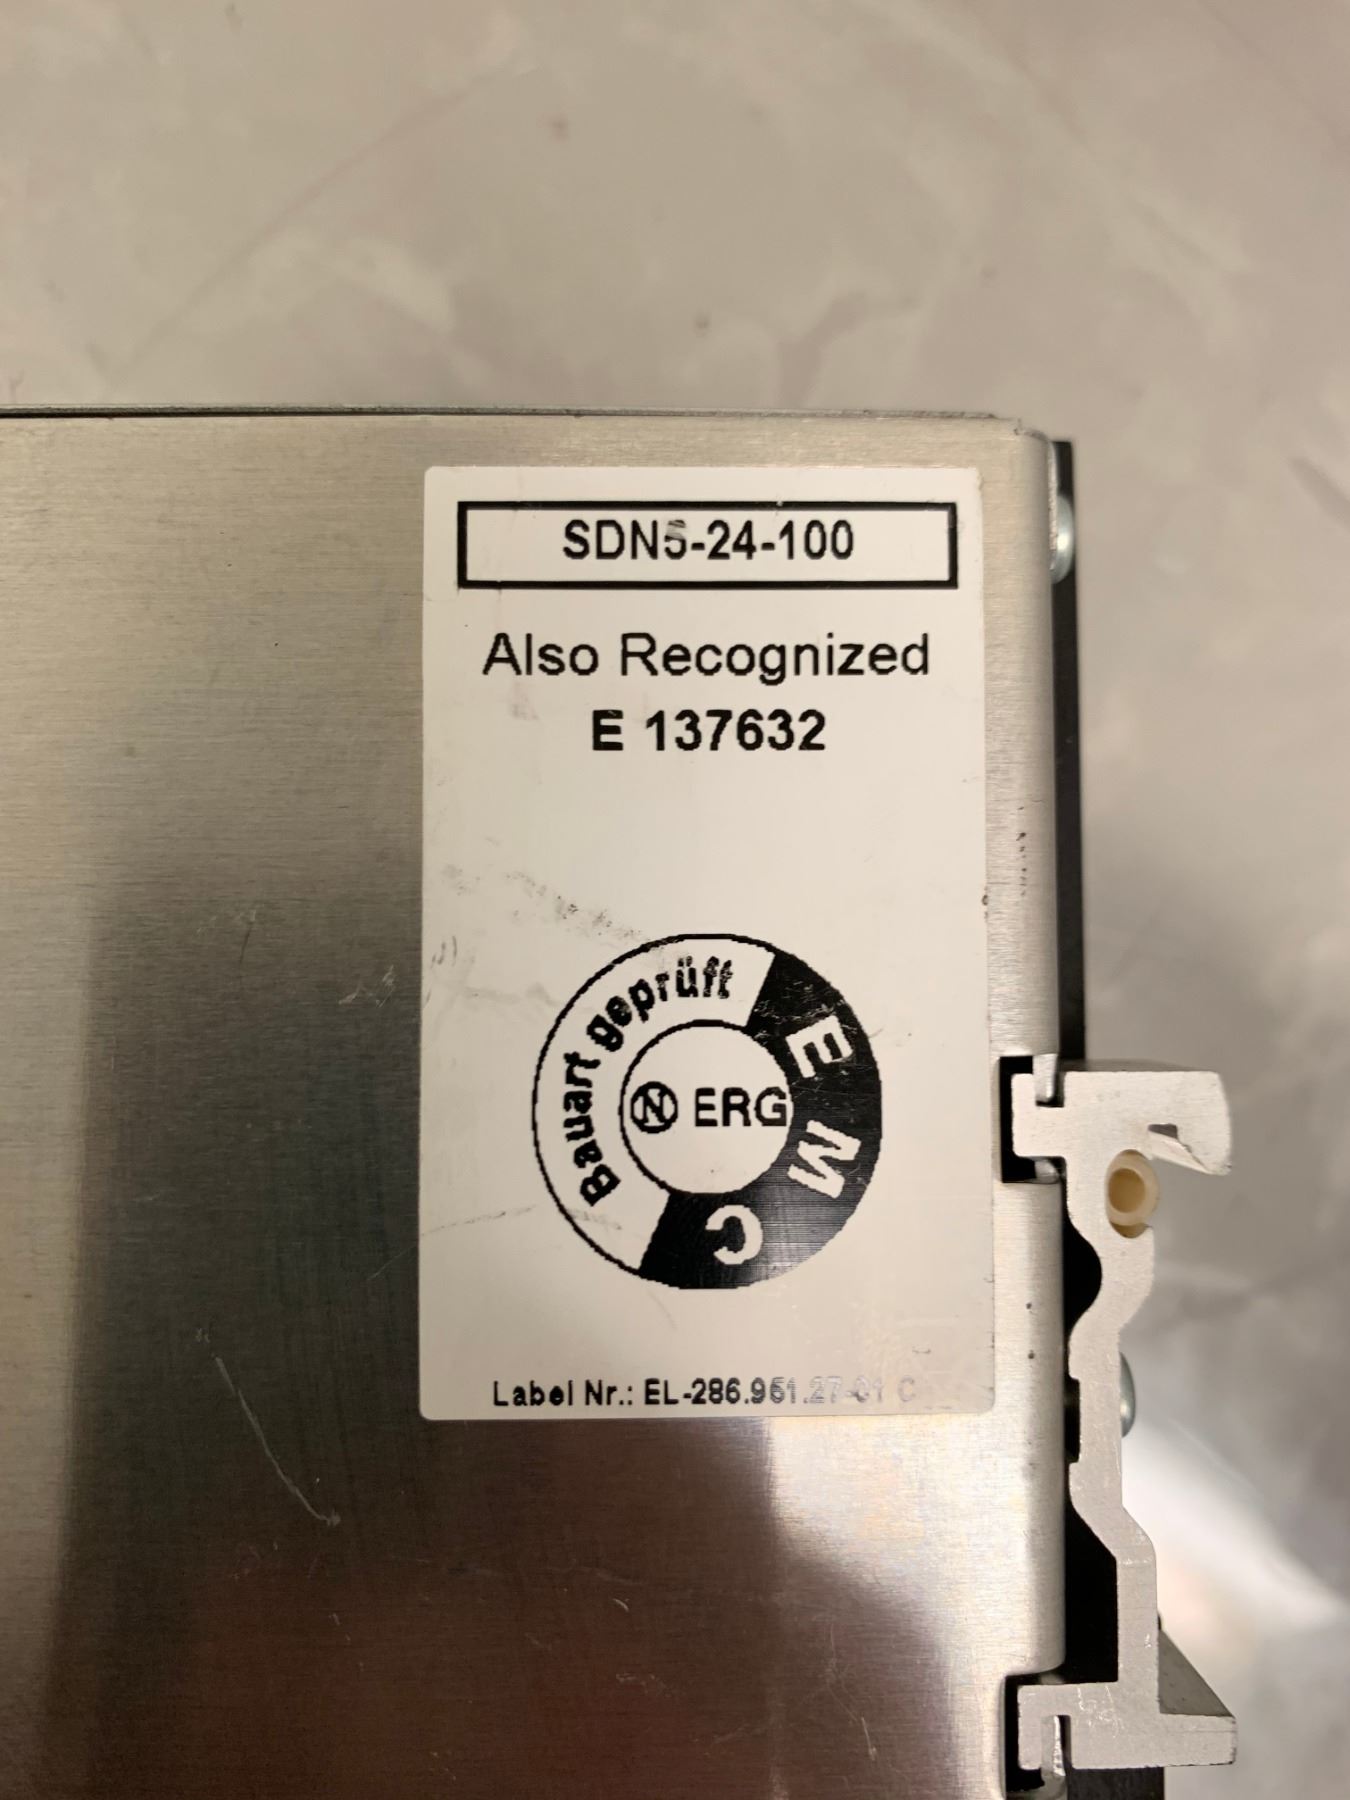 SDN5-24-100
Also Recognized
E 137632
Bauart geprüft
EMC
N ERG
Label Nr.: EL-286.951.27-01 C